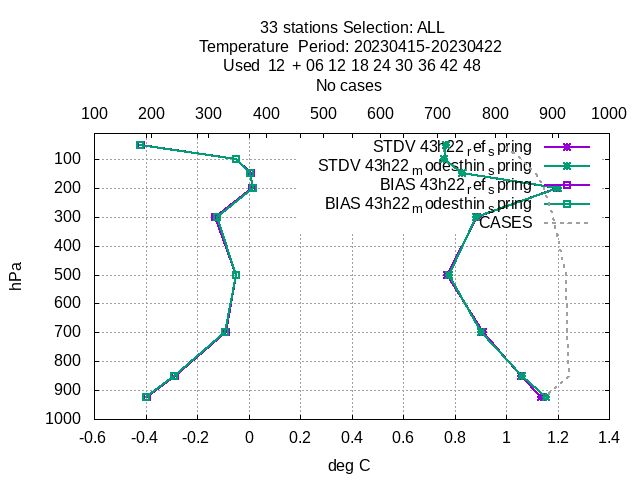 33 stations Selection: ALL
Temperature Period: 20230415-20230422
Used 12 + 06 12 18 24 30 36 42 48
No cases
100 200 300 400 500 600 700 800 900 1000
STDV 43h22_ref_spring
STDV 43h22_modesthin_spring
BIAS 43h22_ref_spring
BIAS 43h22_modesthin_spring
CASES
100
200
300
400
500
600
700
800
900
1000
hPa
-0.6 -0.4 -0.2 0 0.2 0.4 0.6 0.8 1 1.2 1.4
deg C